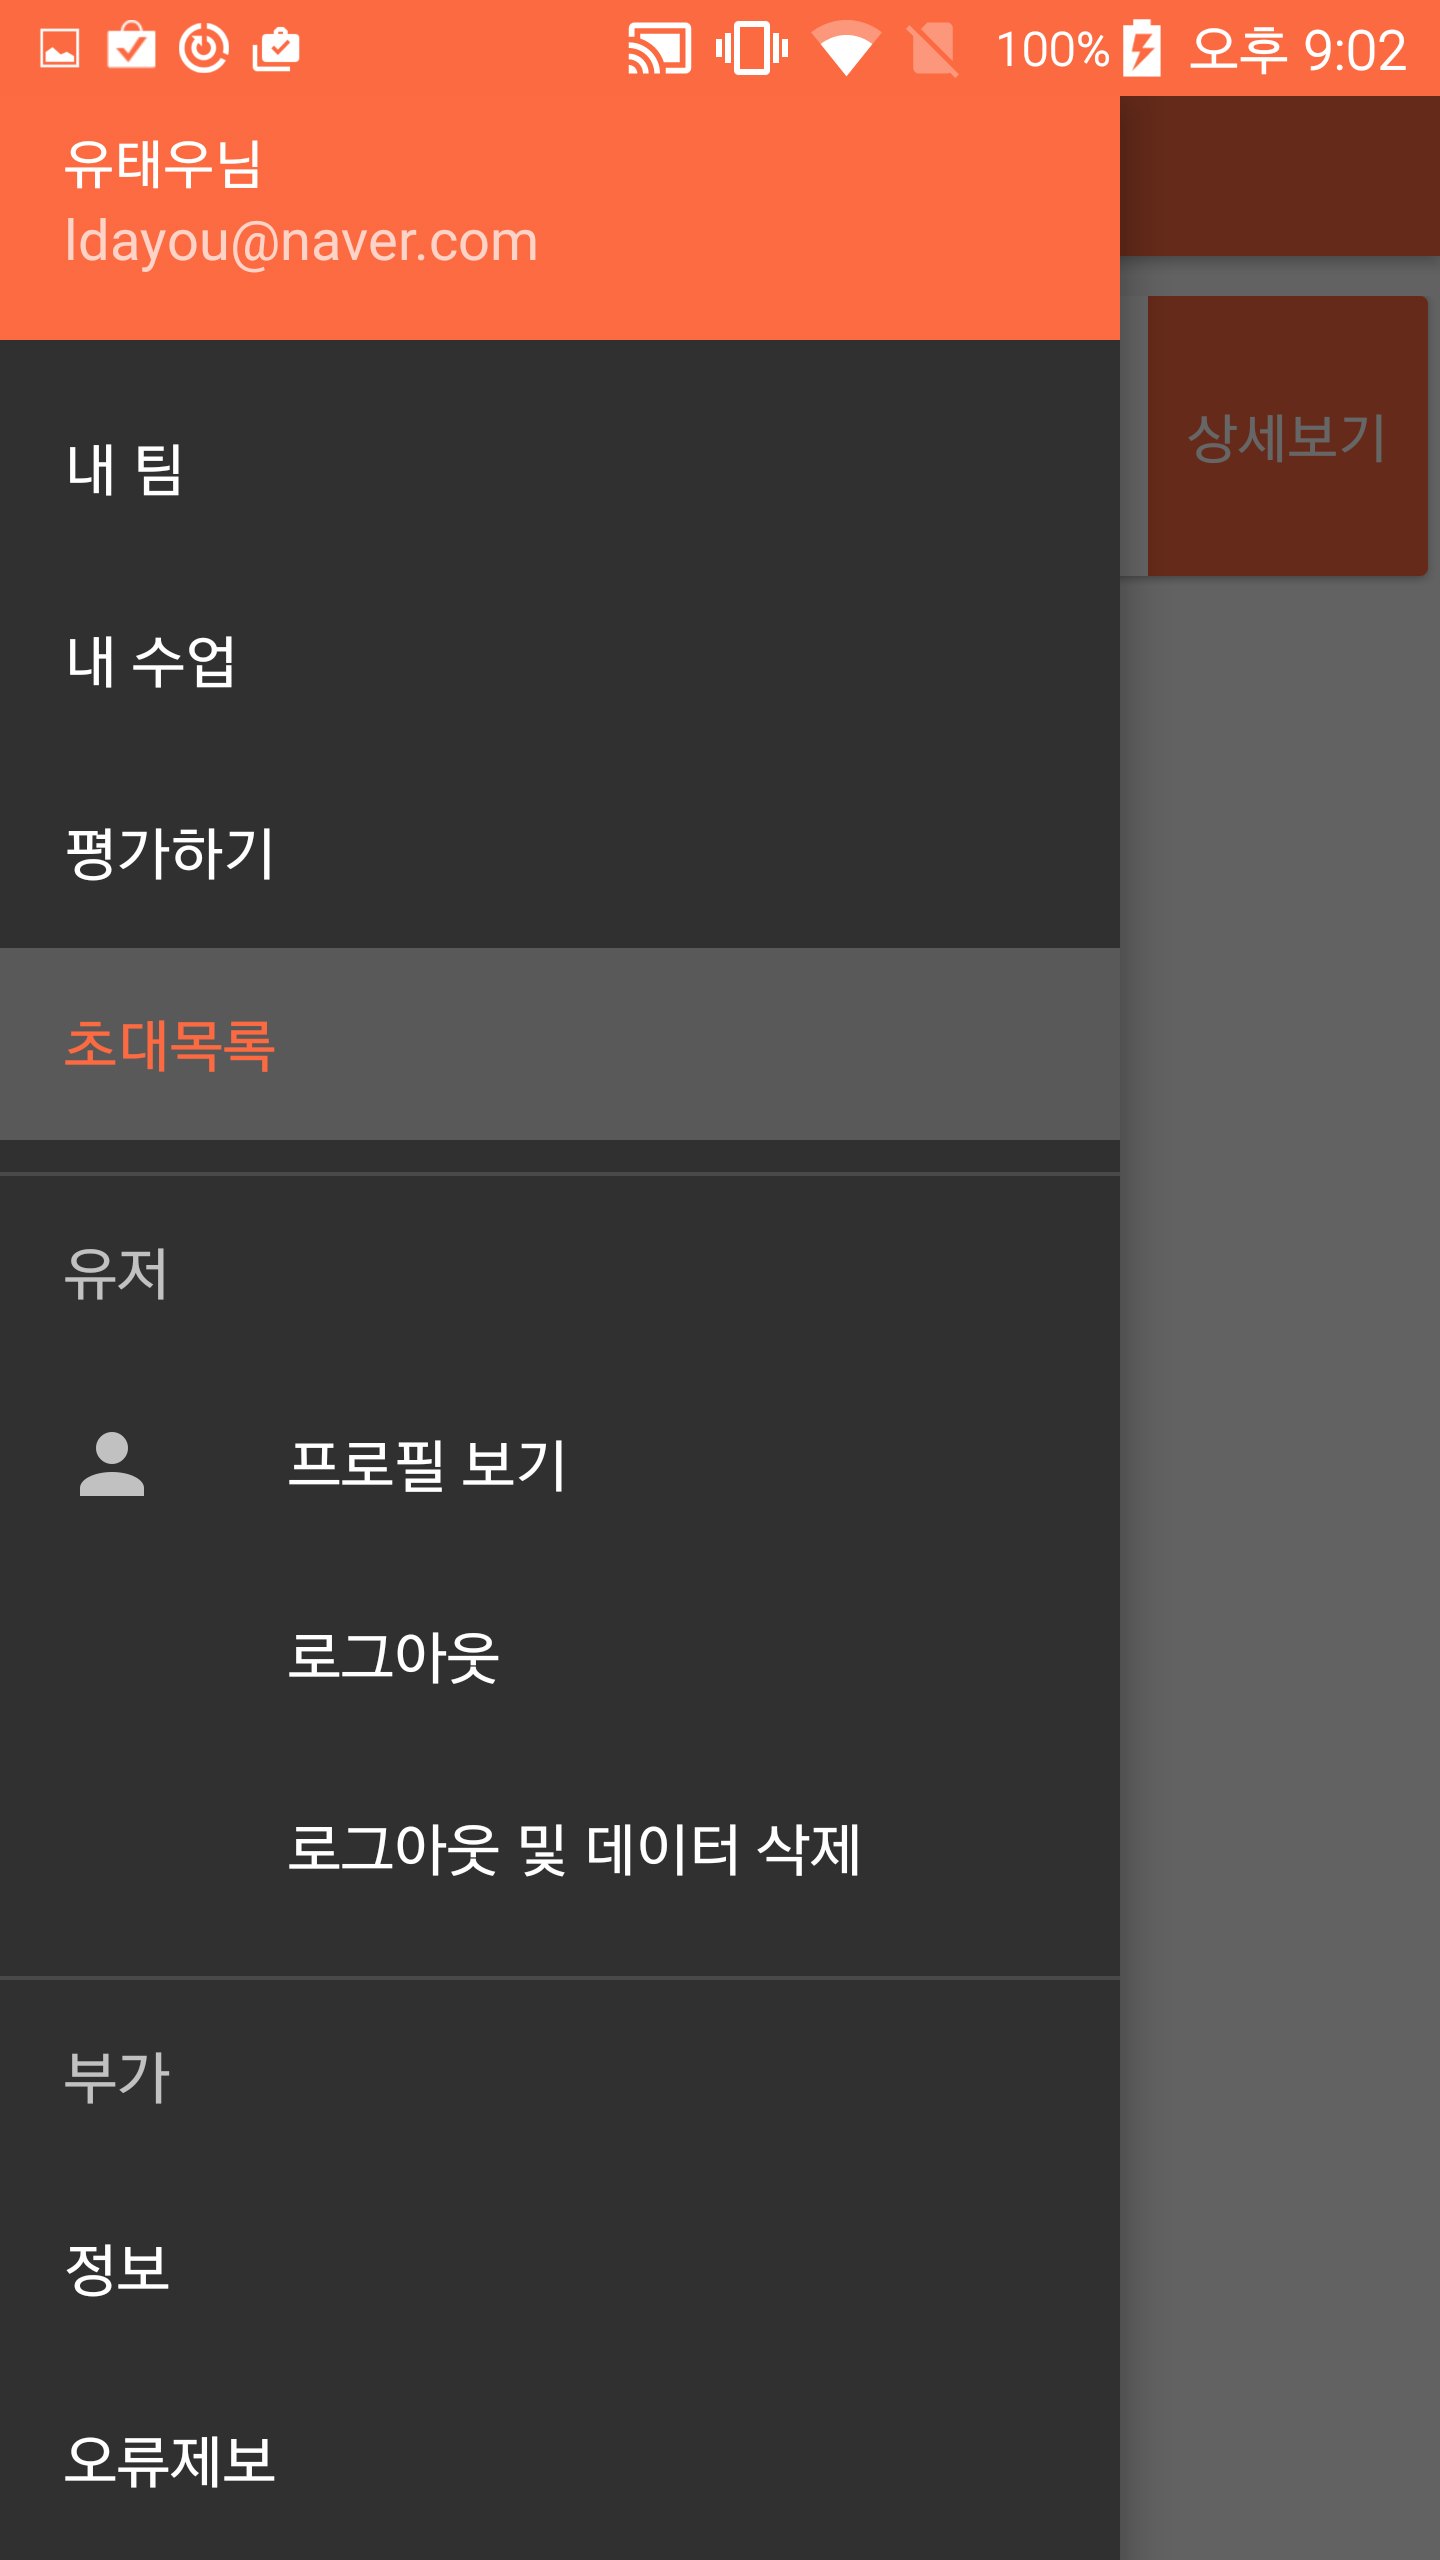 100% 오후 9:02
유태우님
ldayou@naver.com
상세보기
내 팀
내 수업
평가하기
초대목록
유저
프로필 보기
로그아웃
로그아웃 및 데이터 삭제
부가
정보
오류제보